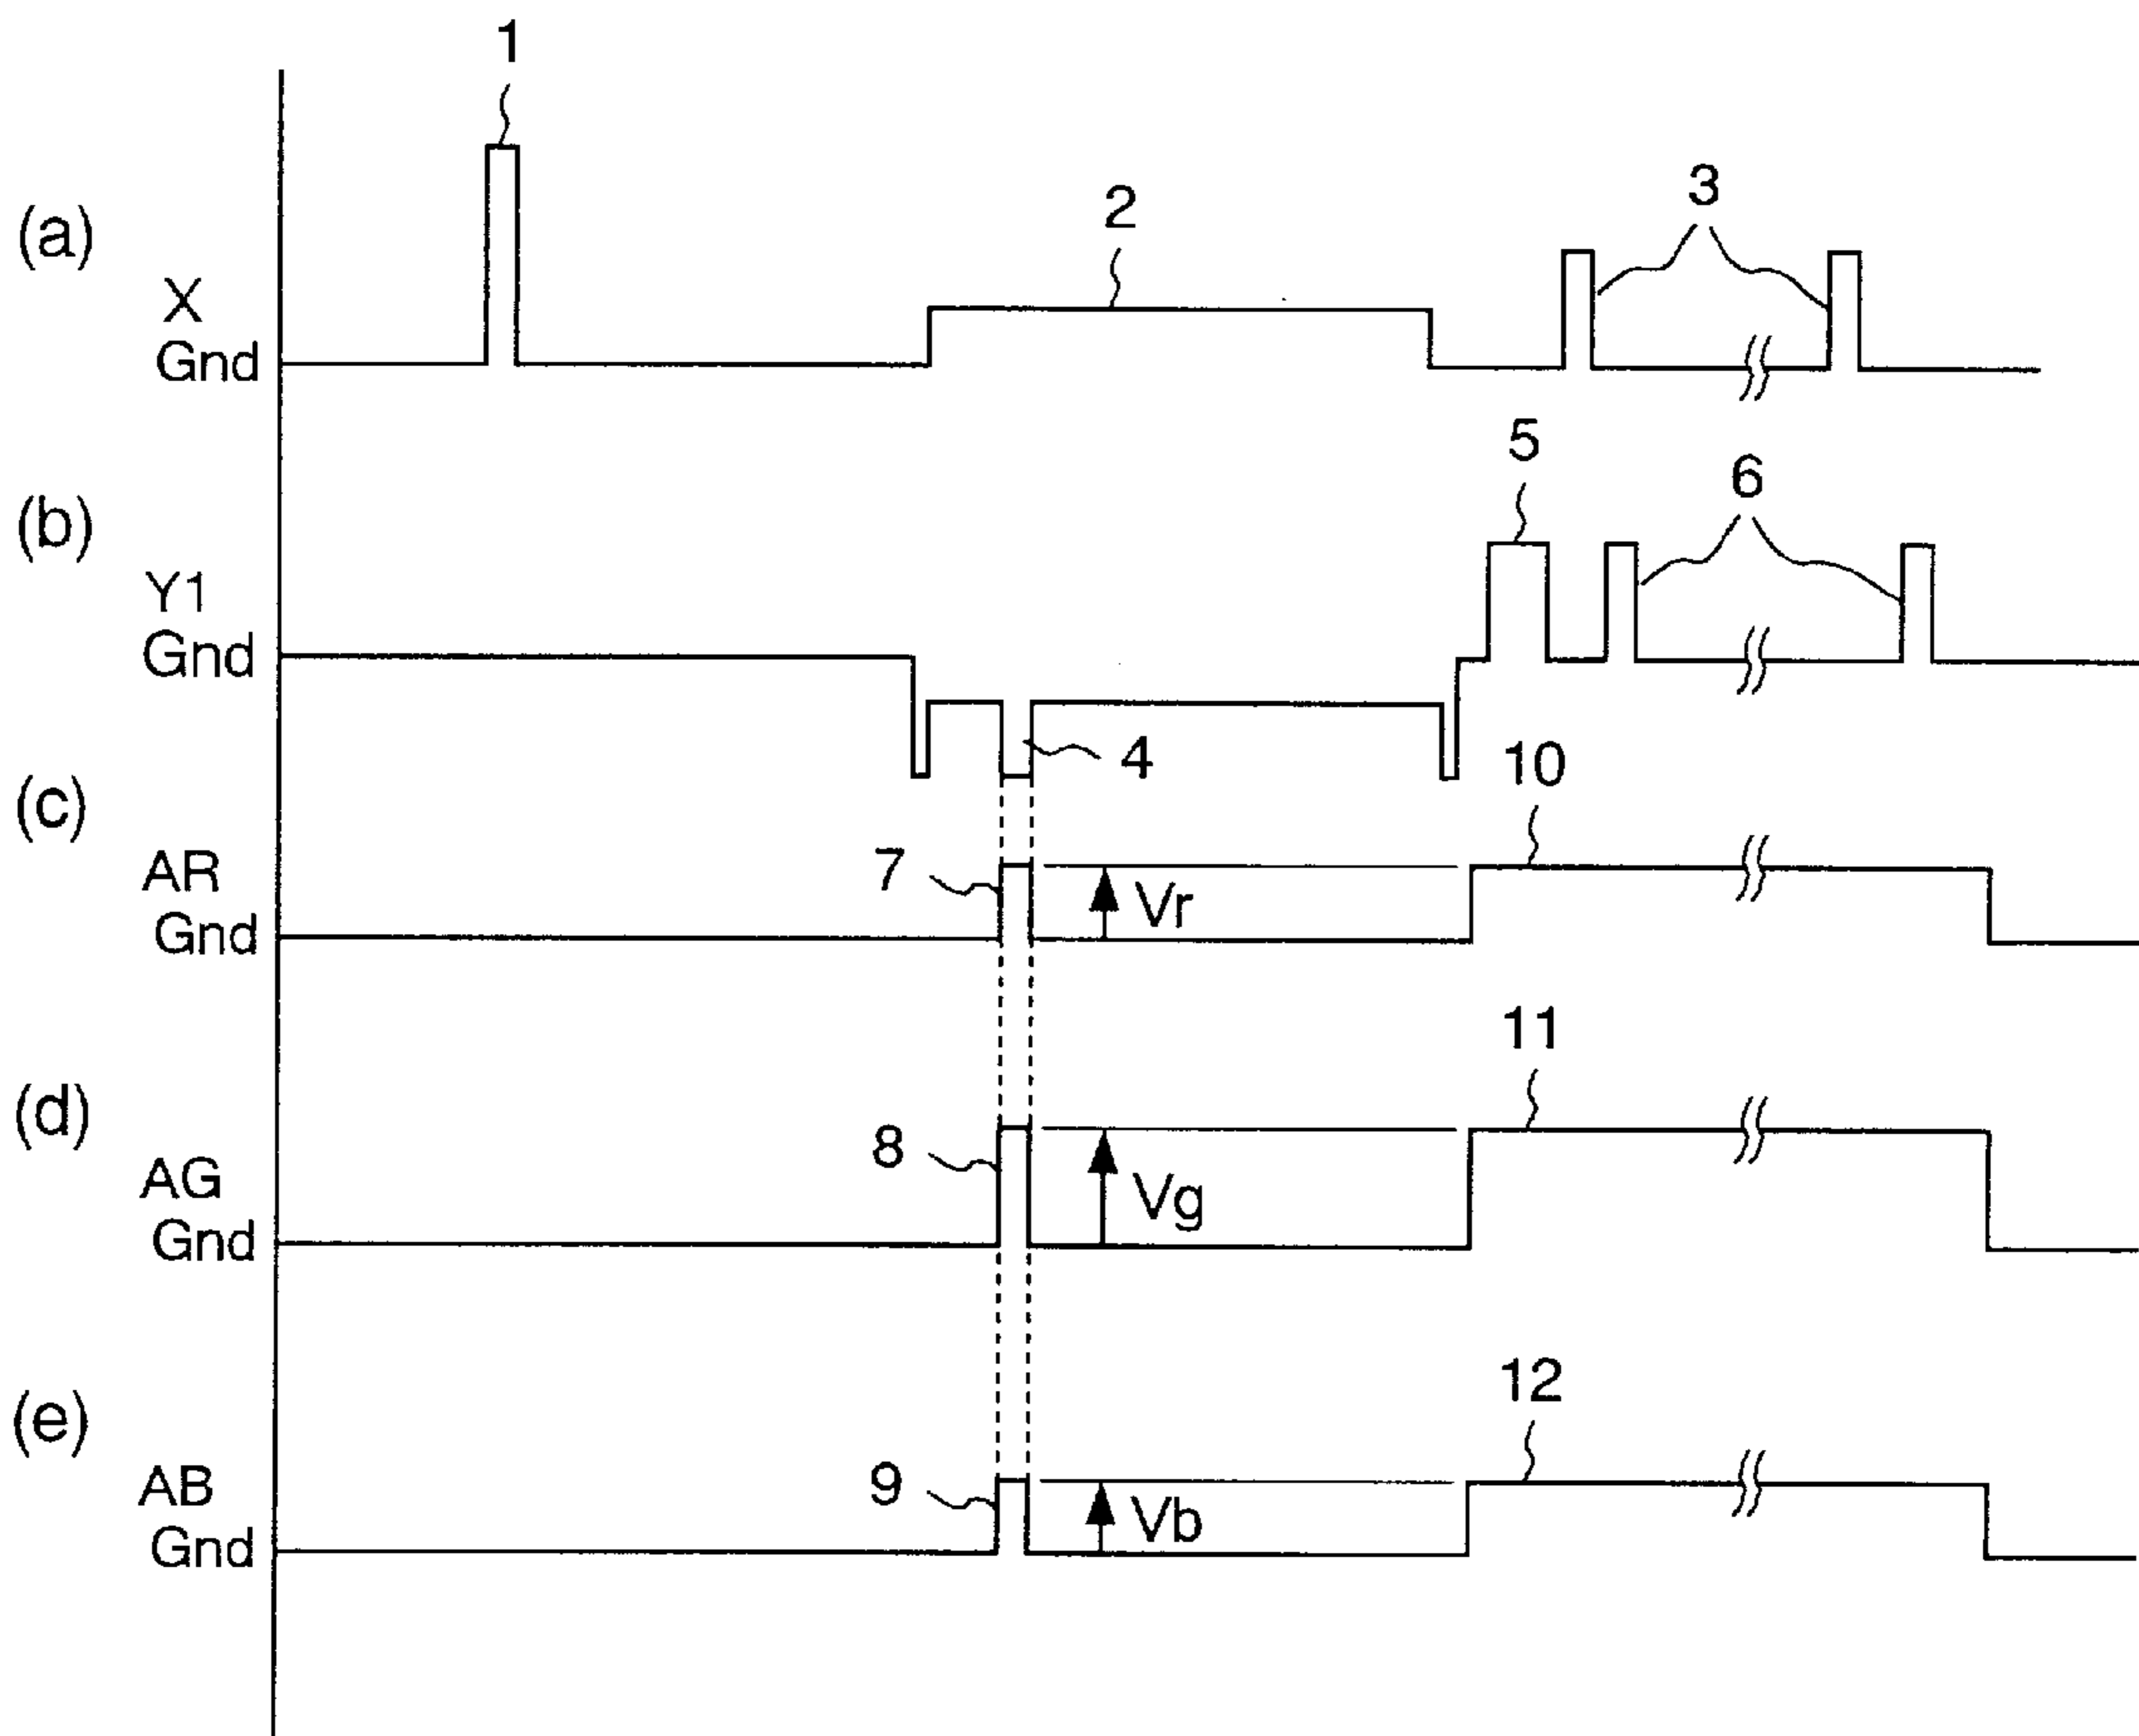 1
(a)
X
Gnd
2
3
(b)
Y1
Gnd
5
6
4
(c)
AR
Gnd
7
Vr
10
(d)
AG
Gnd
8
Vg
11
(e)
AB
Gnd
9
Vb
12